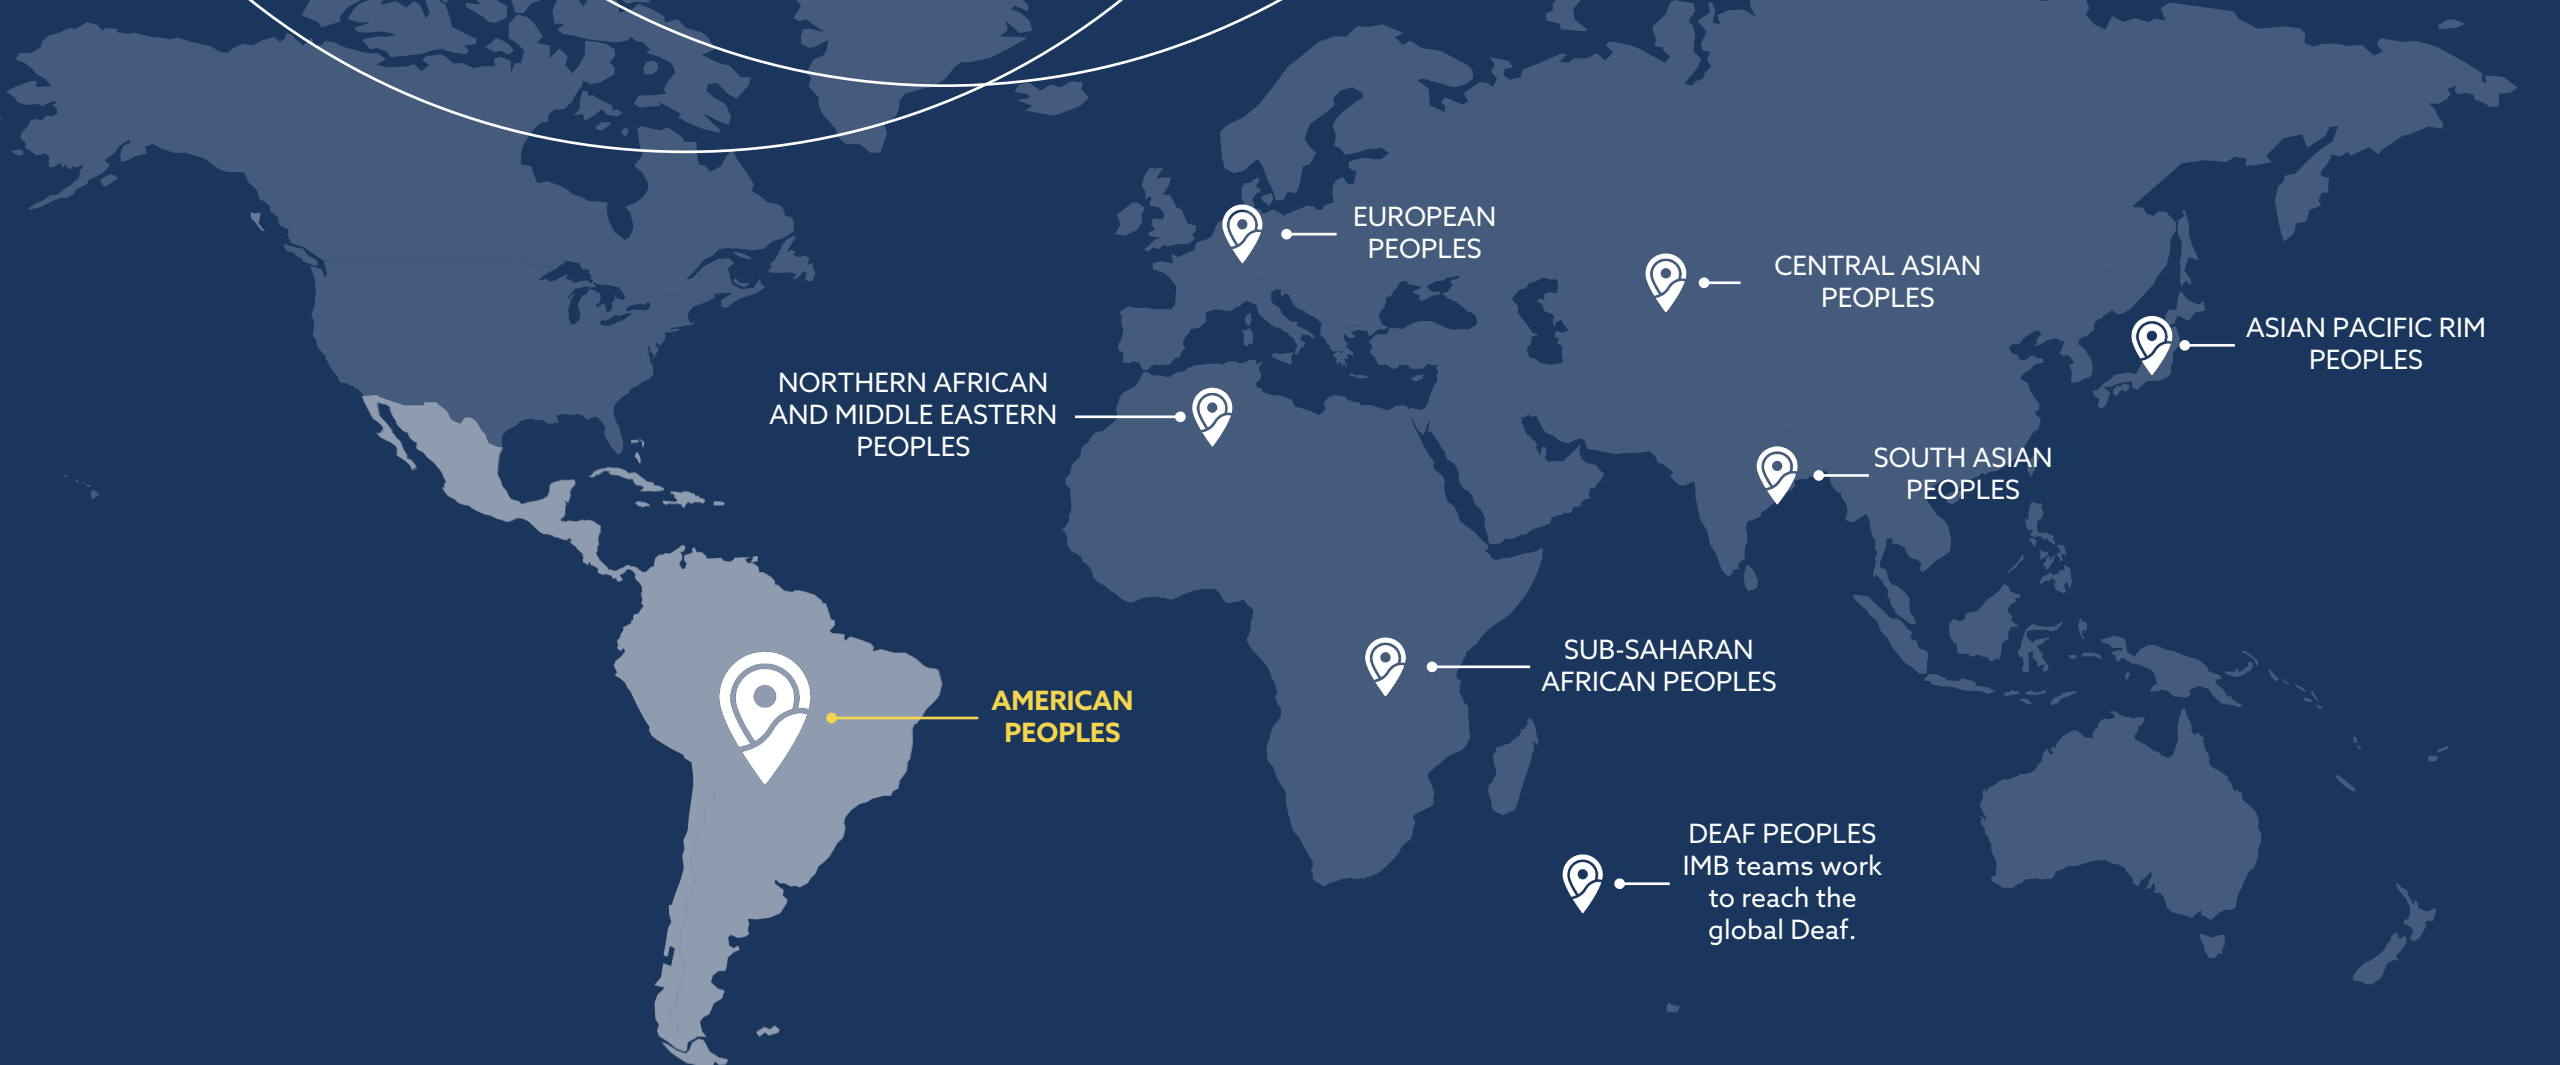 EUROPEAN
PEOPLES
CENTRAL ASIAN
PEOPLES
ASIAN PACIFIC RIM
PEOPLES
NORTHERN AFRICAN
AND MIDDLE EASTERN
PEOPLES
SOUTH ASIAN
PEOPLES
SUB-SAHARAN
AFRICAN PEOPLES
AMERICAN
PEOPLES
DEAF PEOPLES
IMB teams work
to reach the
global Deaf.